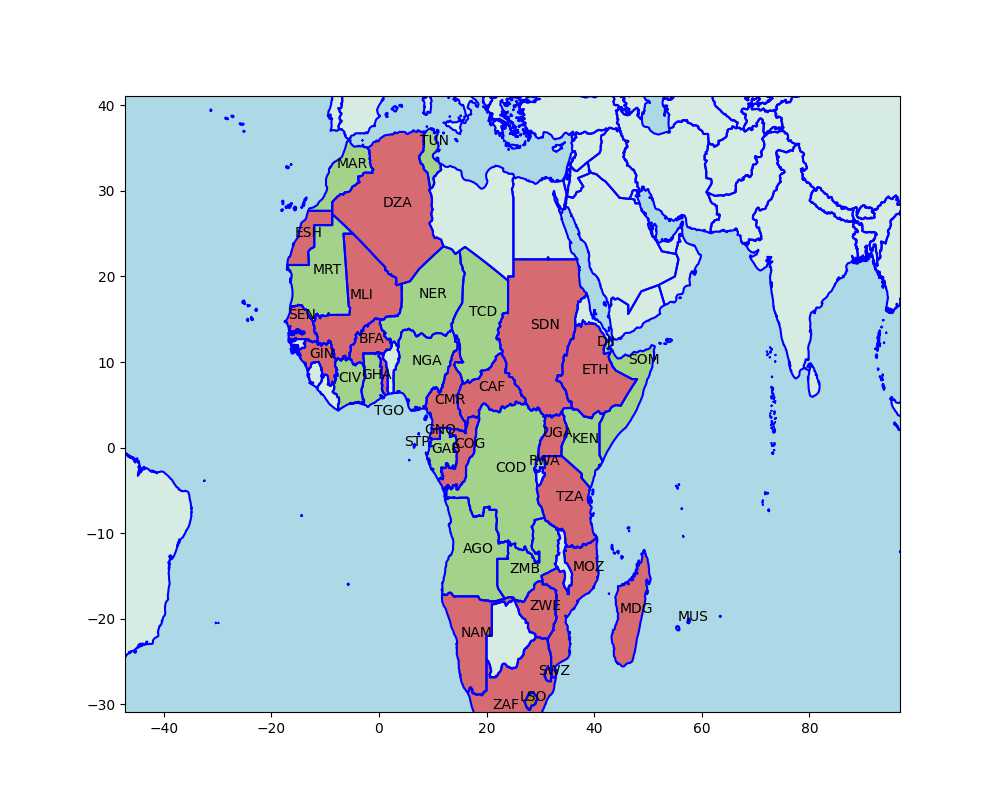 40
30
20
10
0
−10
−20
−30
−40
−20
0
20
40
60
80
TUN
MAR
DZA
ESH
MRT
MLI
NER
SEN
TCD
SDN
BFA
DJI
GIN
NGA
SOM
CIV
GHA
ETH
CAF
TGO
CMR
GNQ
STP
GAB
COG
UGA
KEN
RWA
COD
TZA
AGO
ZMB
MOZ
ZWE
MDG
MUS
NAM
SWZ
LSO
ZAF